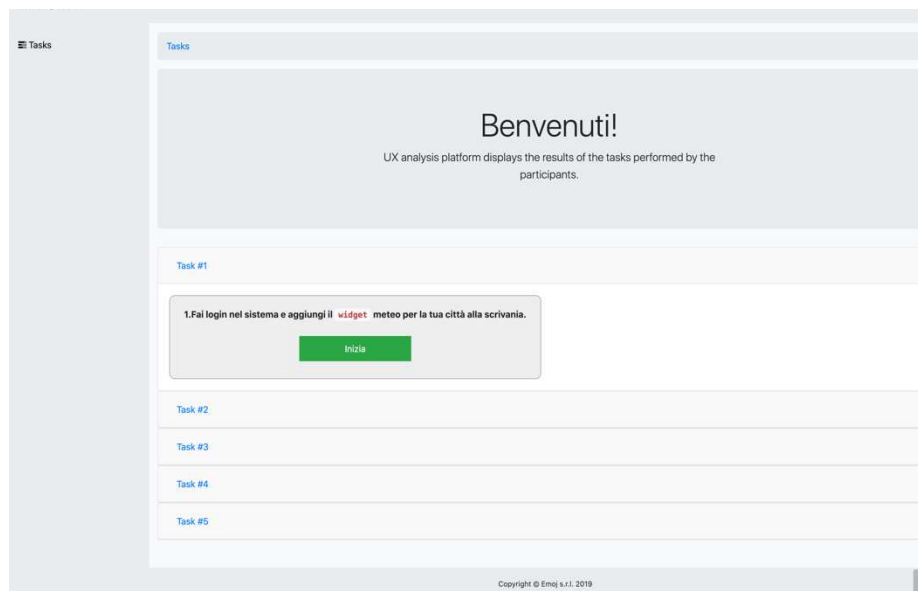 Tasks
Tasks
Benvenuti!
UX analysis platform displays the results of the tasks performed by the
participants.
Task #1
1.Fai login nel sistema e aggiungi il widget meteo per la tua città alla scrivania.
Inizia
Task #2
Task #3
Task #4
Task #5
Copyright © Emoj s.r.l. 2019